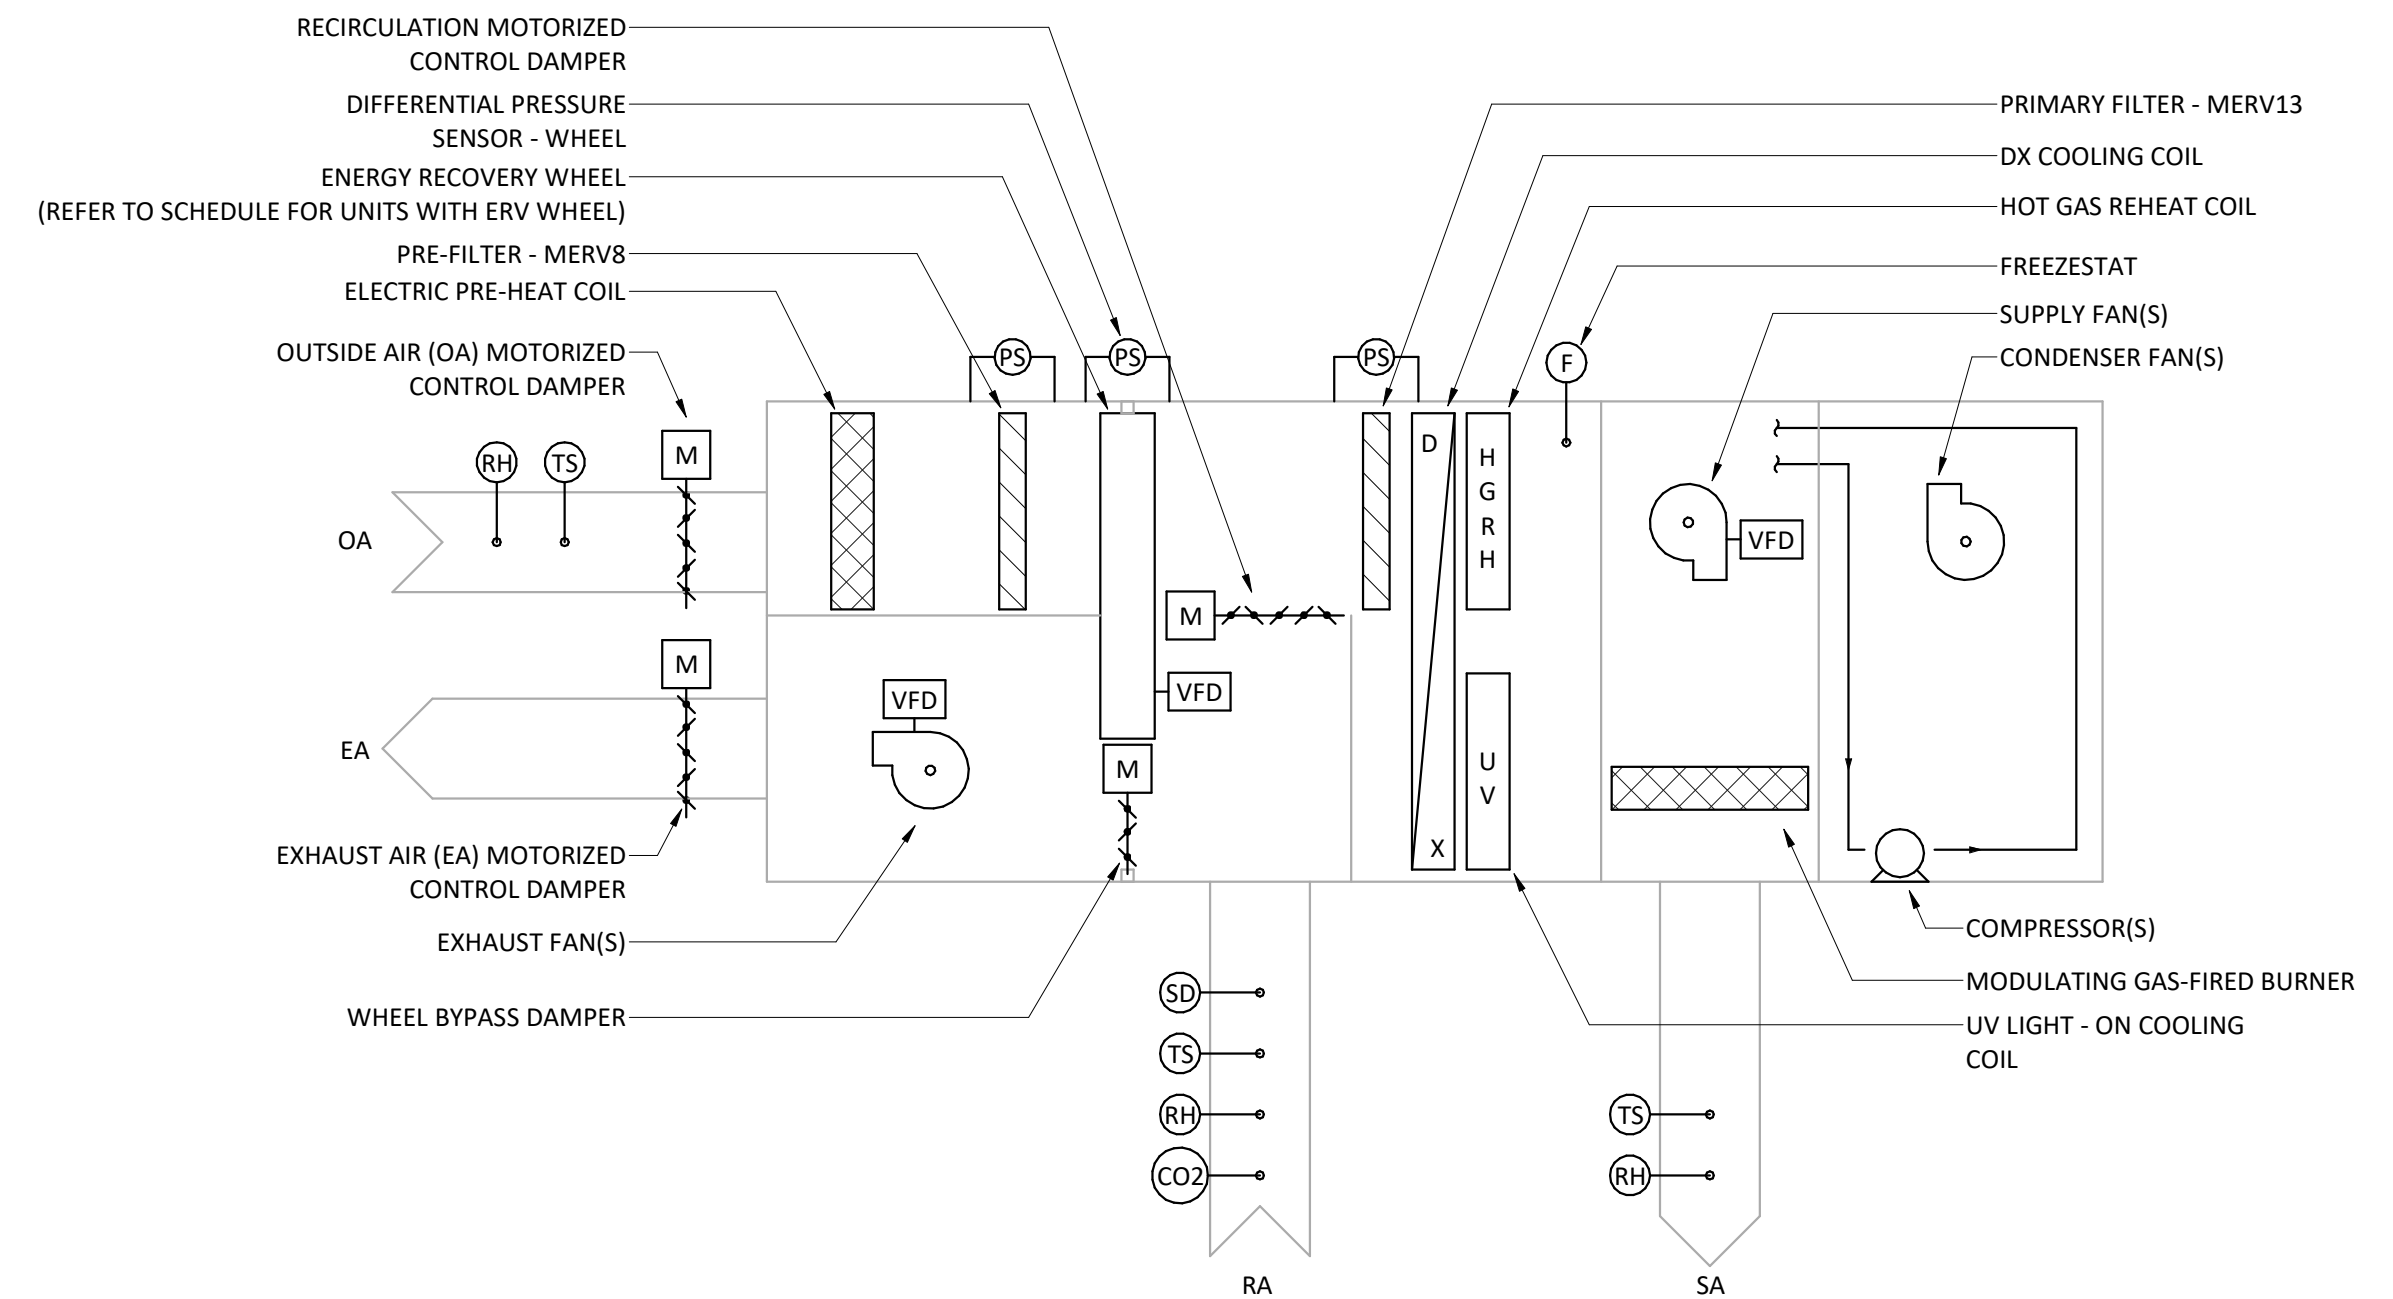 RECIRCULATION MOTORIZED
CONTROL DAMPER
DIFFERENTIAL PRESSURE
SENSOR - WHEEL
ENERGY RECOVERY WHEEL
(REFER TO SCHEDULE FOR UNITS WITH ERV WHEEL)
PRE-FILTER - MERV8
ELECTRIC PRE-HEAT COIL
OUTSIDE AIR (OA) MOTORIZED
CONTROL DAMPER
PRIMARY FILTER - MERV13
DX COOLING COIL
HOT GAS REHEAT COIL
FREEZESTAT
SUPPLY FAN(S)
CONDENSER FAN(S)
PS
PS
PS
F
RH
TS
M
OA
D
X
H
G
R
H
VFD
M
M
VFD
VFD
EA
M
U
V
EXHAUST AIR (EA) MOTORIZED
CONTROL DAMPER
EXHAUST FAN(S)
WHEEL BYPASS DAMPER
COMPRESSOR(S)
MODULATING GAS-FIRED BURNER
UV LIGHT - ON COOLING
COIL
SD
TS
RH
CO2
TS
RH
RA
SA